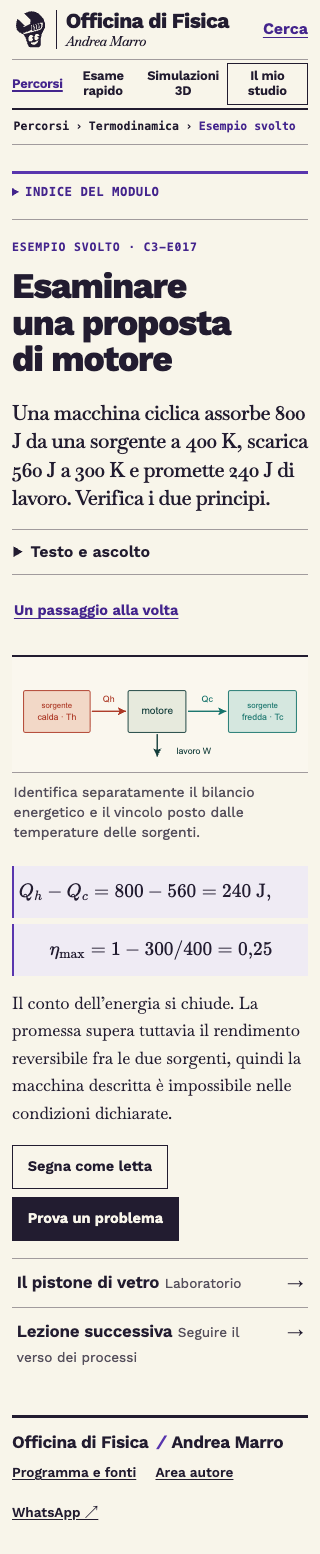 Officina di Fisica
Andrea Marro
Cerca
Percorsi
Esame rapido
Simulazioni 3D
Il mio studio
Percorsi › Termodinamica › Esempio svolto
▶ INDICE DEL MODULO
ESEMPIO SVOLTO · C3–E017
Esaminare
una proposta
di motore
Una macchina ciclica assorbe 800
J da una sorgente a 400 K, scarica
560 J a 300 K e promette 240 J di
lavoro. Verifica i due principi.
▶ Testo e ascolto
Un passaggio alla volta
sorgente
calda · Th
Qh
motore
Qc
sorgente
fredda · Tc
lavoro W
Identifica separatamente il bilancio
energetico e il vincolo posto dalle
temperature delle sorgenti.
Qh − Qc = 800 − 560 = 240 J,
ηmax = 1 − 300/400 = 0,25
Il conto dell’energia si chiude. La
promessa supera tuttavia il rendimento
reversibile fra le due sorgenti, quindi la
macchina descritta è impossibile nelle
condizioni dichiarate.
Segna come letta
Prova un problema
Il pistone di vetro Laboratorio →
Lezione successiva Seguire il →
verso dei processi
Officina di Fisica / Andrea Marro
Programma e fonti Area autore
WhatsApp ↗